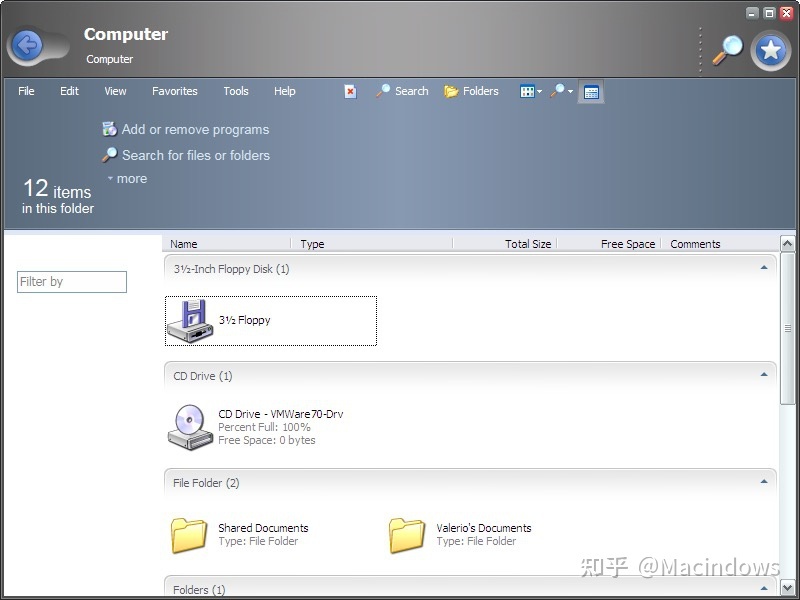 Computer
Computer
File Edit View Favorites Tools Help Search Folders
Add or remove programs
Search for files or folders
more
12 items
in this folder
Name Type Total Size Free Space Comments
Filter by
3½-Inch Floppy Disk (1)
3½ Floppy
CD Drive (1)
CD Drive - VMWare70-Drv
Percent Full: 100%
Free Space: 0 bytes
File Folder (2)
Shared Documents
Type: File Folder
Valerio's Documents
Type: File Folder
Folders (1)
知乎 @Macindows